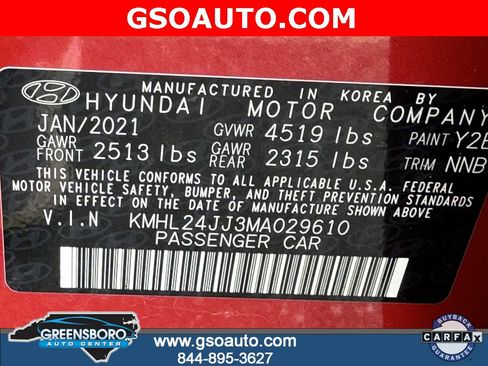 GSOAUTO.COM
MANUFACTURED IN KOREA BY
HYUNDAI MOTOR COMPANY
JAN/2021 GVWR 4519 lbs PAINT Y2E
GAWR FRONT 2513 lbs GAWR REAR 2315 lbs TRIM NNB
THIS VEHICLE CONFORMS TO ALL APPLICABLE U.S.A. FEDERAL
MOTOR VEHICLE SAFETY, BUMPER, AND THEFT PREVENTION STANDARDS
IN EFFECT ON THE DATE OF MANUFACTURE SHOWN ABOVE.
V.I.N KMHL24JJ3MA029610
PASSENGER CAR
GREENSBORO
AUTO CENTER
www.gsoauto.com
844-895-3627
BUYBACK
CARFAX
GUARANTEE